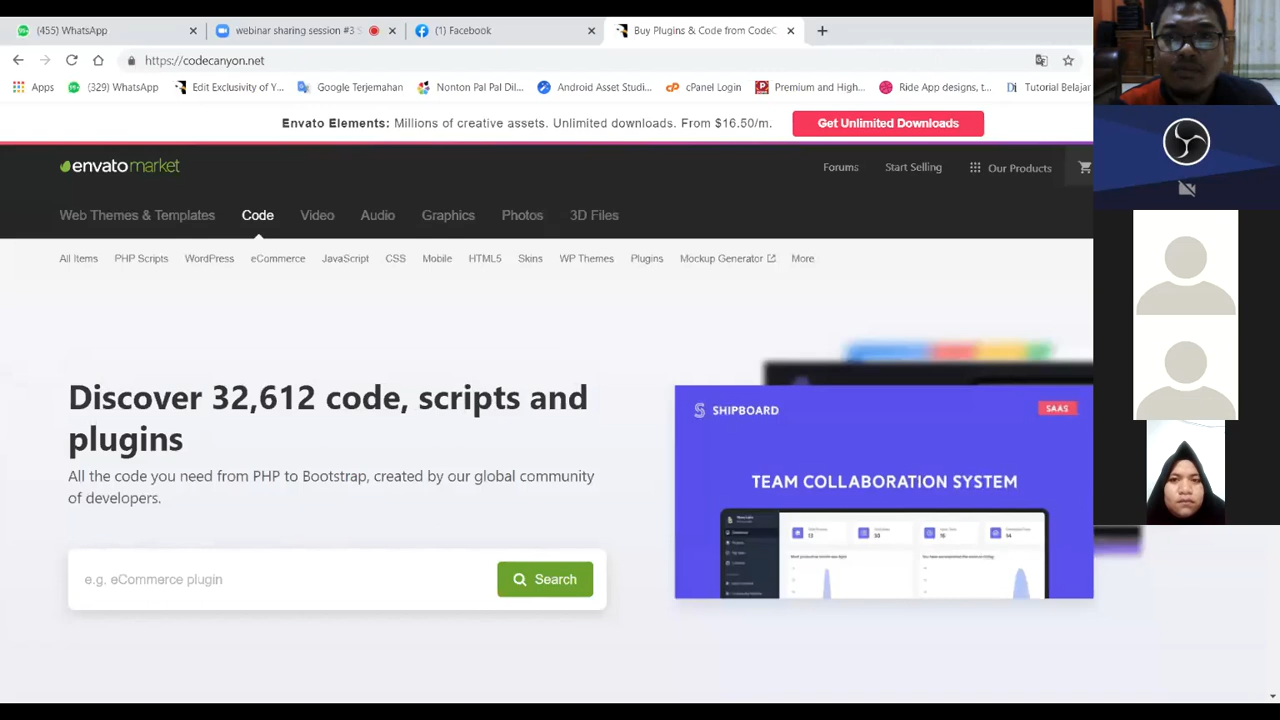 (455) WhatsApp
webinar sharing session #3
(1) Facebook
Buy Plugins & Code from CodeC
https://codecanyon.net
Apps
(329) WhatsApp
Edit Exclusivity of Y...
Google Terjemahan
Nonton Pal Pal Dil...
Android Asset Studi...
cPanel Login
Premium and High...
Ride App designs, t...
Tutorial Belajar
Envato Elements: Millions of creative assets. Unlimited downloads. From $16.50/m.
Get Unlimited Downloads
envatomarket
Forums
Start Selling
Our Products
Web Themes & Templates
Code
Video
Audio
Graphics
Photos
3D Files
All Items
PHP Scripts
WordPress
eCommerce
JavaScript
CSS
Mobile
HTML5
Skins
WP Themes
Plugins
Mockup Generator
More
Discover 32,612 code, scripts and
plugins
All the code you need from PHP to Bootstrap, created by our global community
of developers.
e.g. eCommerce plugin
Search
SHIPBOARD
SAAS
TEAM COLLABORATION SYSTEM